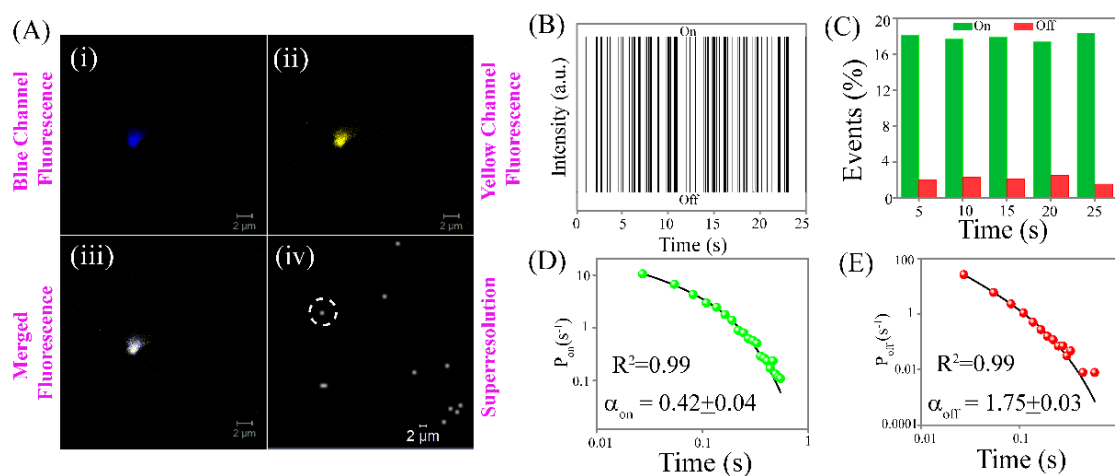 (A)
(i)
(ii)
Blue Channel
Fluorescence
Yellow Channel
Fluorescence
2 µm
2 µm
(iii)
(iv)
Merged
Fluorescence
Superresolution
2 µm
2 µm
(B)
On
Intensity (a.u.)
Off
0 5 10 15 20 25
Time (s)
(C)
On Off
Events (%)
20
16
12
8
4
0
5 10 15 20 25
Time (s)
(D)
Pon(s-1)
10
1
0.1
R2=0.99
αon = 0.42±0.04
0.01 0.1 1
Time (s)
(E)
Poff(s-1)
100
1
0.01
0.0001
R2=0.99
αoff = 1.75±0.03
0.01 0.1
Time (s)